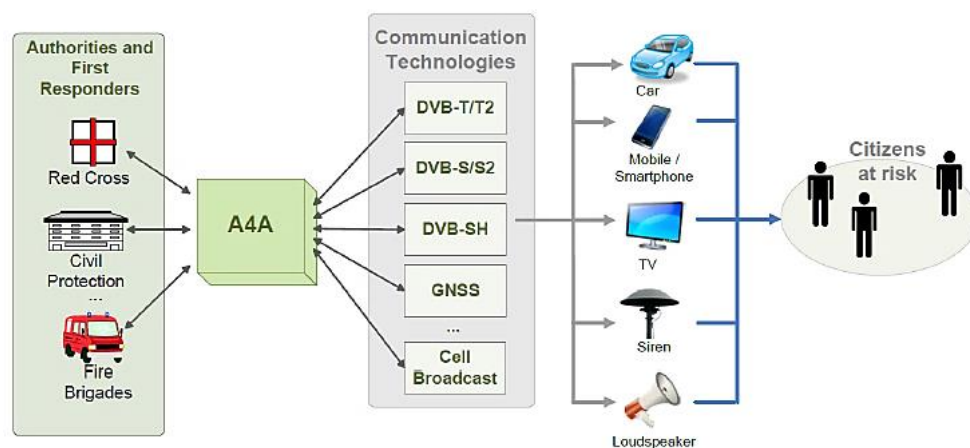 Authorities and
First
Responders
Red Cross
Civil
Protection
...
Fire
Brigades
A4A
Communication
Technologies
DVB-T/T2
DVB-S/S2
DVB-SH
GNSS
...
Cell
Broadcast
Car
Mobile /
Smartphone
TV
Siren
Loudspeaker
Citizens
at risk